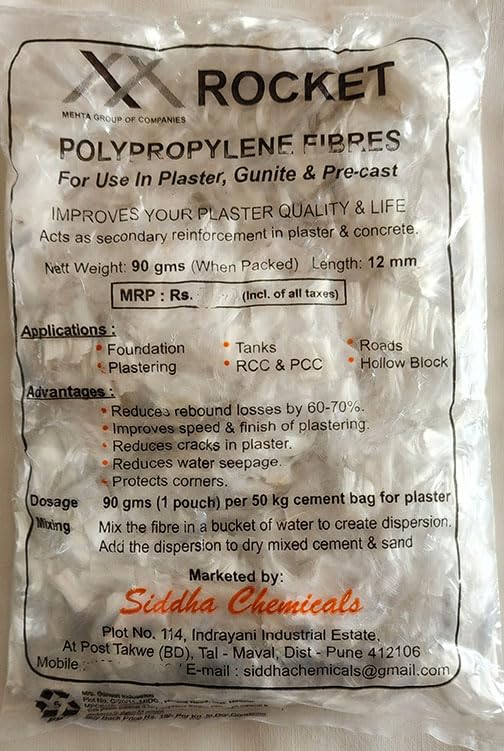 ROCKET
MEHTA GROUP OF COMPANIES
POLYPROPYLENE FIBRES
For Use In Plaster, Gunite & Pre-cast
IMPROVES YOUR PLASTER QUALITY & LIFE
Acts as secondary reinforcement in plaster & concrete.
Nett Weight: 90 gms (When Packed) Length: 12 mm
MRP : Rs. (Incl. of all taxes)
Applications :
• Foundation • Tanks • Roads
• Plastering • RCC & PCC • Hollow Block
Advantages :
• Reduces rebound losses by 60-70%.
• Improves speed & finish of plastering.
• Reduces cracks in plaster.
• Reduces water seepage.
• Protects corners.
Dosage 90 gms (1 pouch) per 50 kg cement bag for plaster
Mixing Mix the fibre in a bucket of water to create dispersion.
Add the dispersion to dry mixed cement & sand
Marketed by:
Siddha Chemicals
Plot No. 114, Indrayani Industrial Estate,
At Post Takwe (BD), Tal - Maval, Dist - Pune 412106
Mobile E-mail : siddhachemicals@gmail.com
5